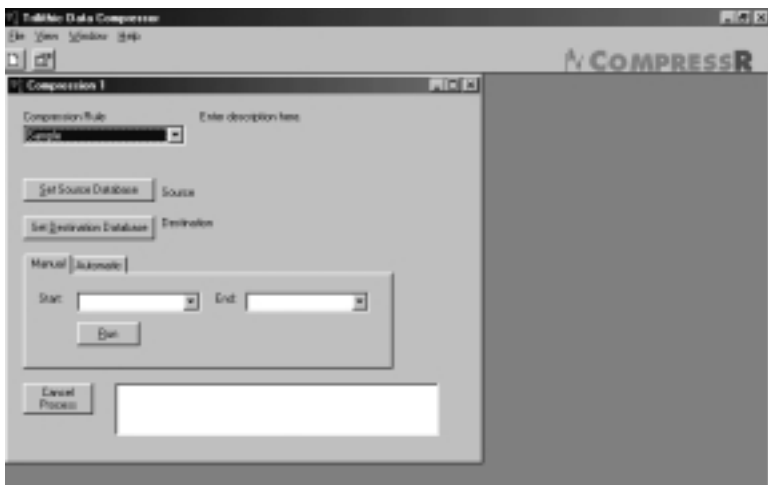 Trilithic Data Compressor
File View Window Help
COMPRESSR
Compression 1
Compression Rule
Enter description here.
Sample
Set Source Database
Source
Set Destination Database
Destination
Manual Automatic
Start: End:
Run
Cancel
Process